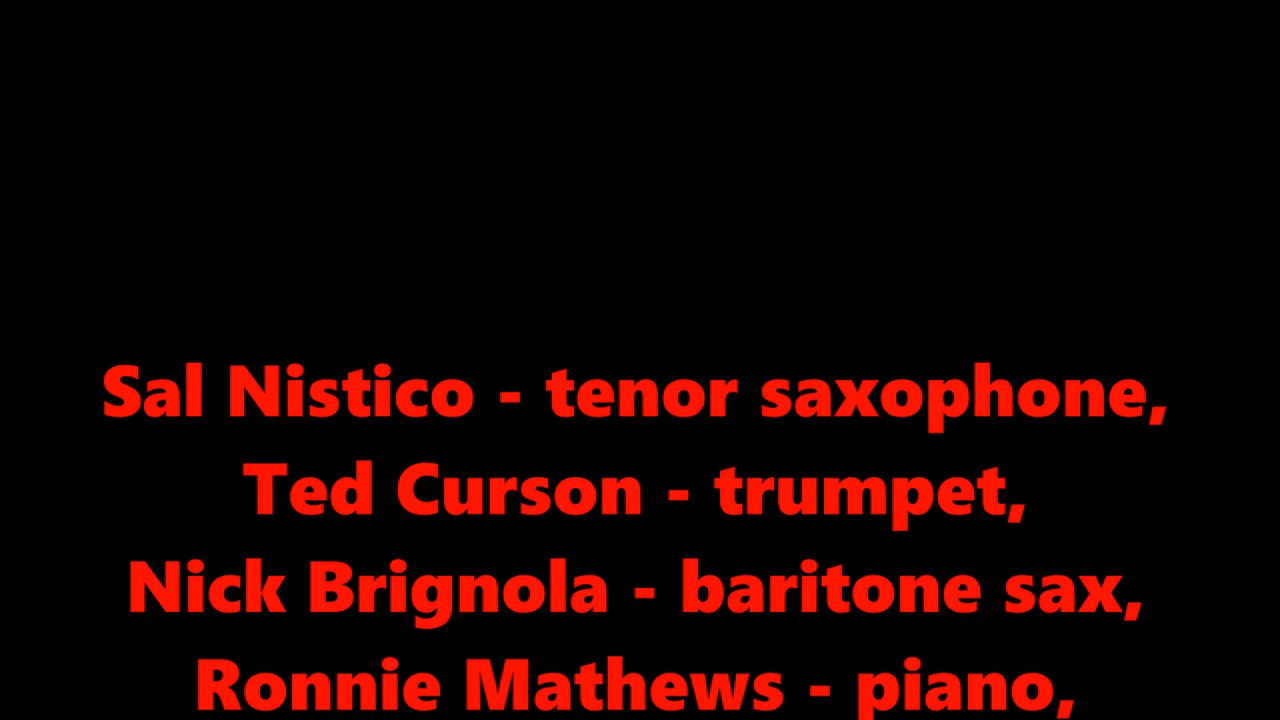 Sal Nistico - tenor saxophone,
Ted Curson - trumpet,
Nick Brignola - baritone sax,
Ronnie Mathews - piano,